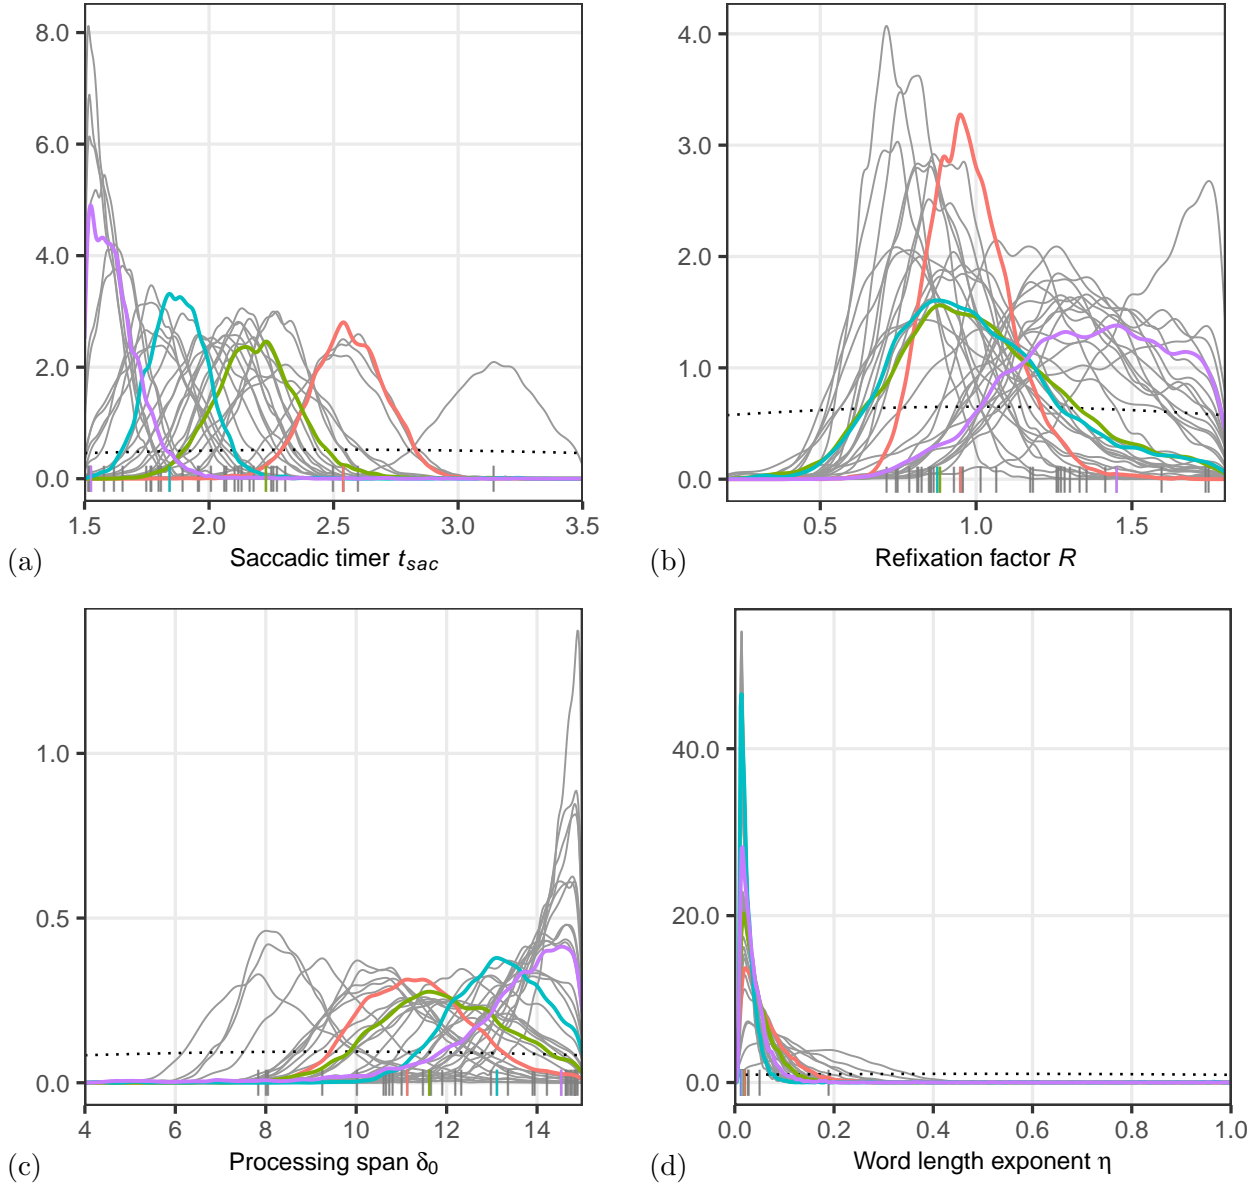 8.0
6.0
4.0
2.0
0.0
1.5 2.0 2.5 3.0 3.5
(a) Saccadic timer t_sac
4.0
3.0
2.0
1.0
0.0
0.5 1.0 1.5
(b) Refixation factor R
1.0
0.5
0.0
4 6 8 10 12 14
(c) Processing span δ₀
40.0
20.0
0.0
0.0 0.2 0.4 0.6 0.8 1.0
(d) Word length exponent η